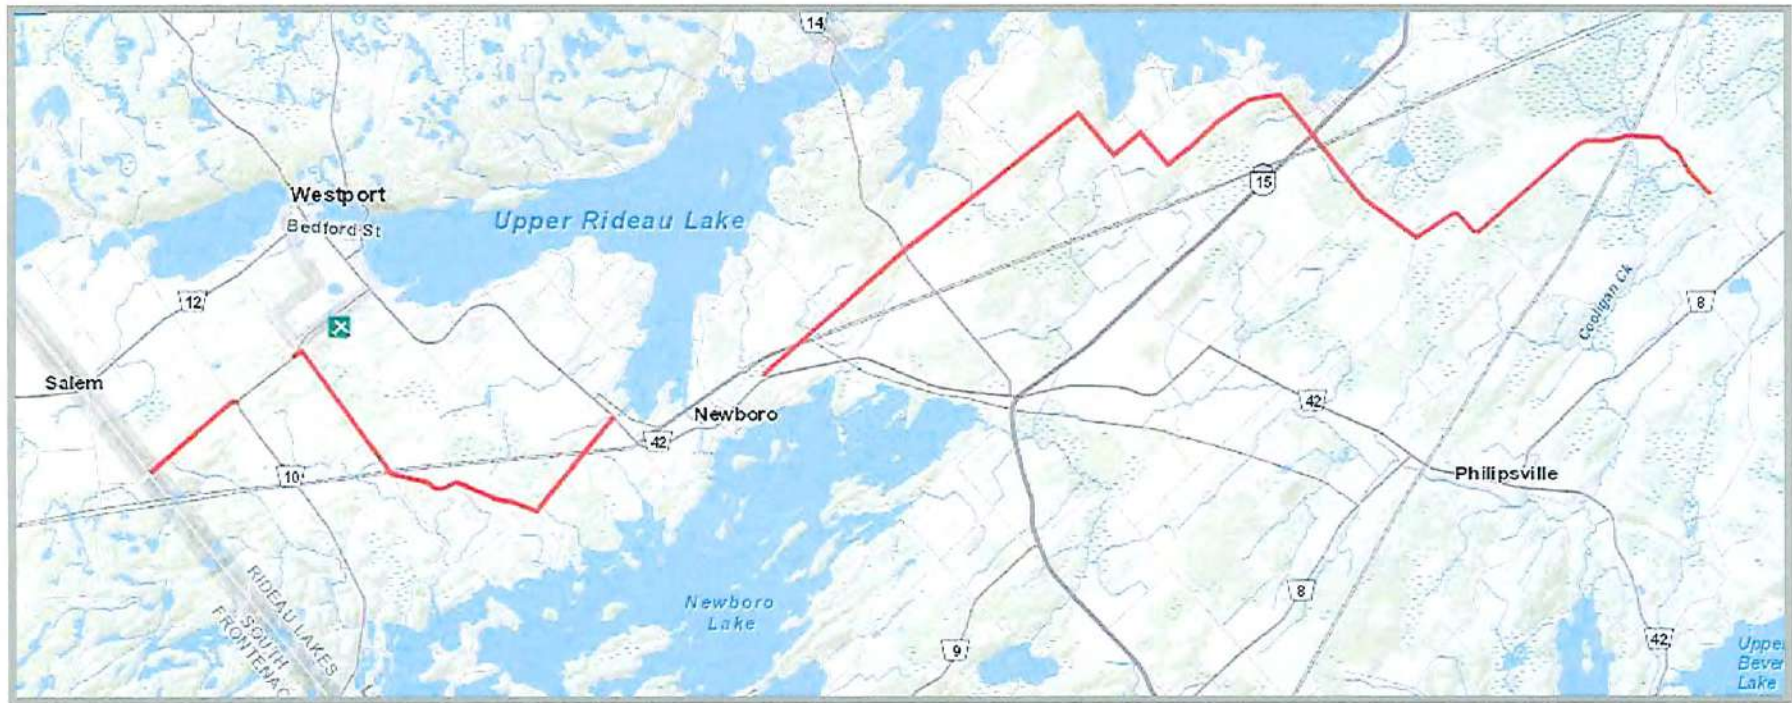 14
Westport
Bedford St
Upper Rideau Lake
15
12
8
Cooligan Ck
Salem
Newboro
42
42
10
Philipsville
RIDEAU LAKES
SOUTH
FRONTENAC
Newboro
Lake
8
9
42
Upper
Bever
Lake